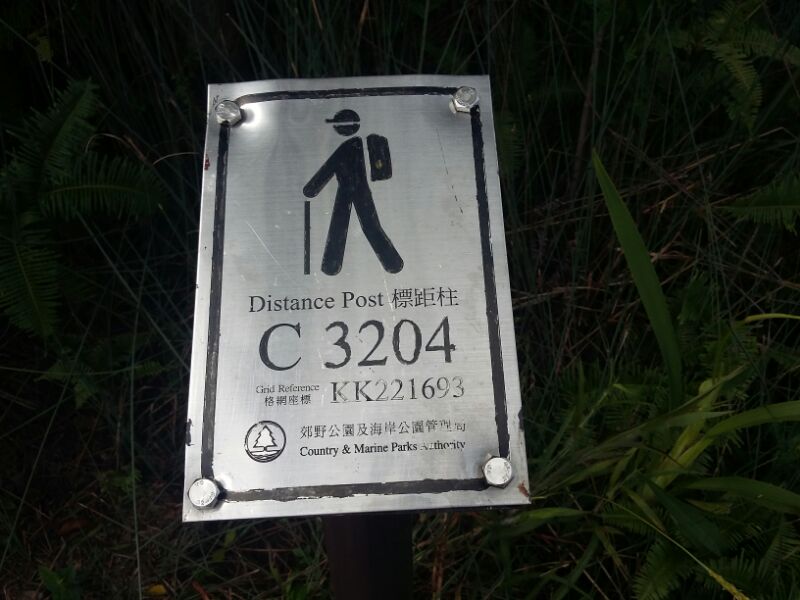 Distance Post 標距柱
C 3204
Grid Reference KK221693
格網座標
郊野公園及海岸公園管理局
Country & Marine Parks Authority